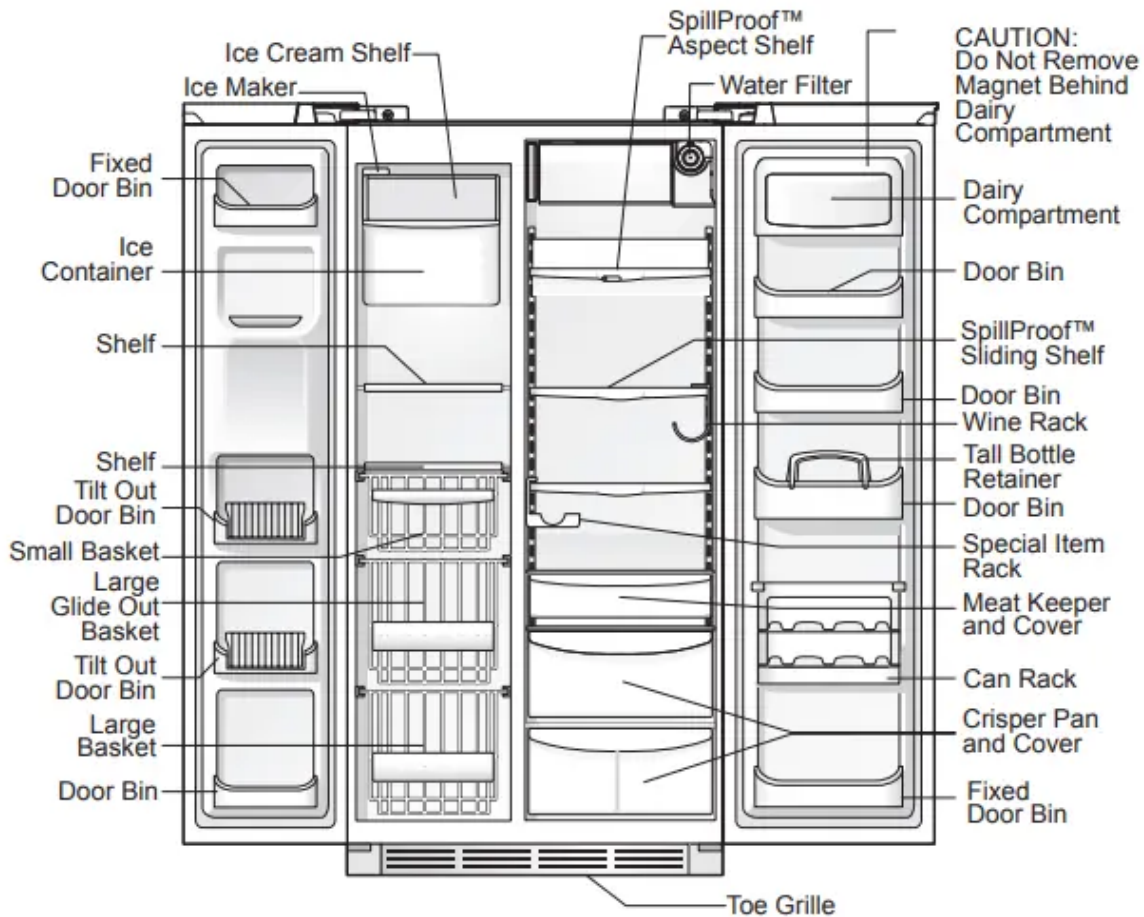 SpillProof™
Aspect Shelf
Ice Cream Shelf
Ice Maker
Water Filter
CAUTION:
Do Not Remove
Magnet Behind
Dairy
Compartment
Fixed
Door Bin
Ice
Container
Shelf
Shelf
Tilt Out
Door Bin
Small Basket
Large
Glide Out
Basket
Tilt Out
Door Bin
Large
Basket
Door Bin
Dairy
Compartment
Door Bin
SpillProof™
Sliding Shelf
Door Bin
Wine Rack
Tall Bottle
Retainer
Door Bin
Special Item
Rack
Meat Keeper
and Cover
Can Rack
Crisper Pan
and Cover
Fixed
Door Bin
Toe Grille